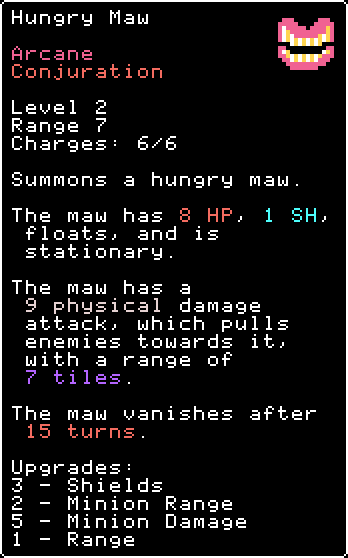 Hungry Maw
Arcane
Conjuration
Level 2
Range 7
Charges: 6/6
Summons a hungry maw.
The maw has 8 HP, 1 SH,
floats, and is
stationary.
The maw has a
9 physical damage
attack, which pulls
enemies towards it,
with a range of
7 tiles.
The maw vanishes after
15 turns.
Upgrades:
3 - Shields
2 - Minion Range
5 - Minion Damage
1 - Range